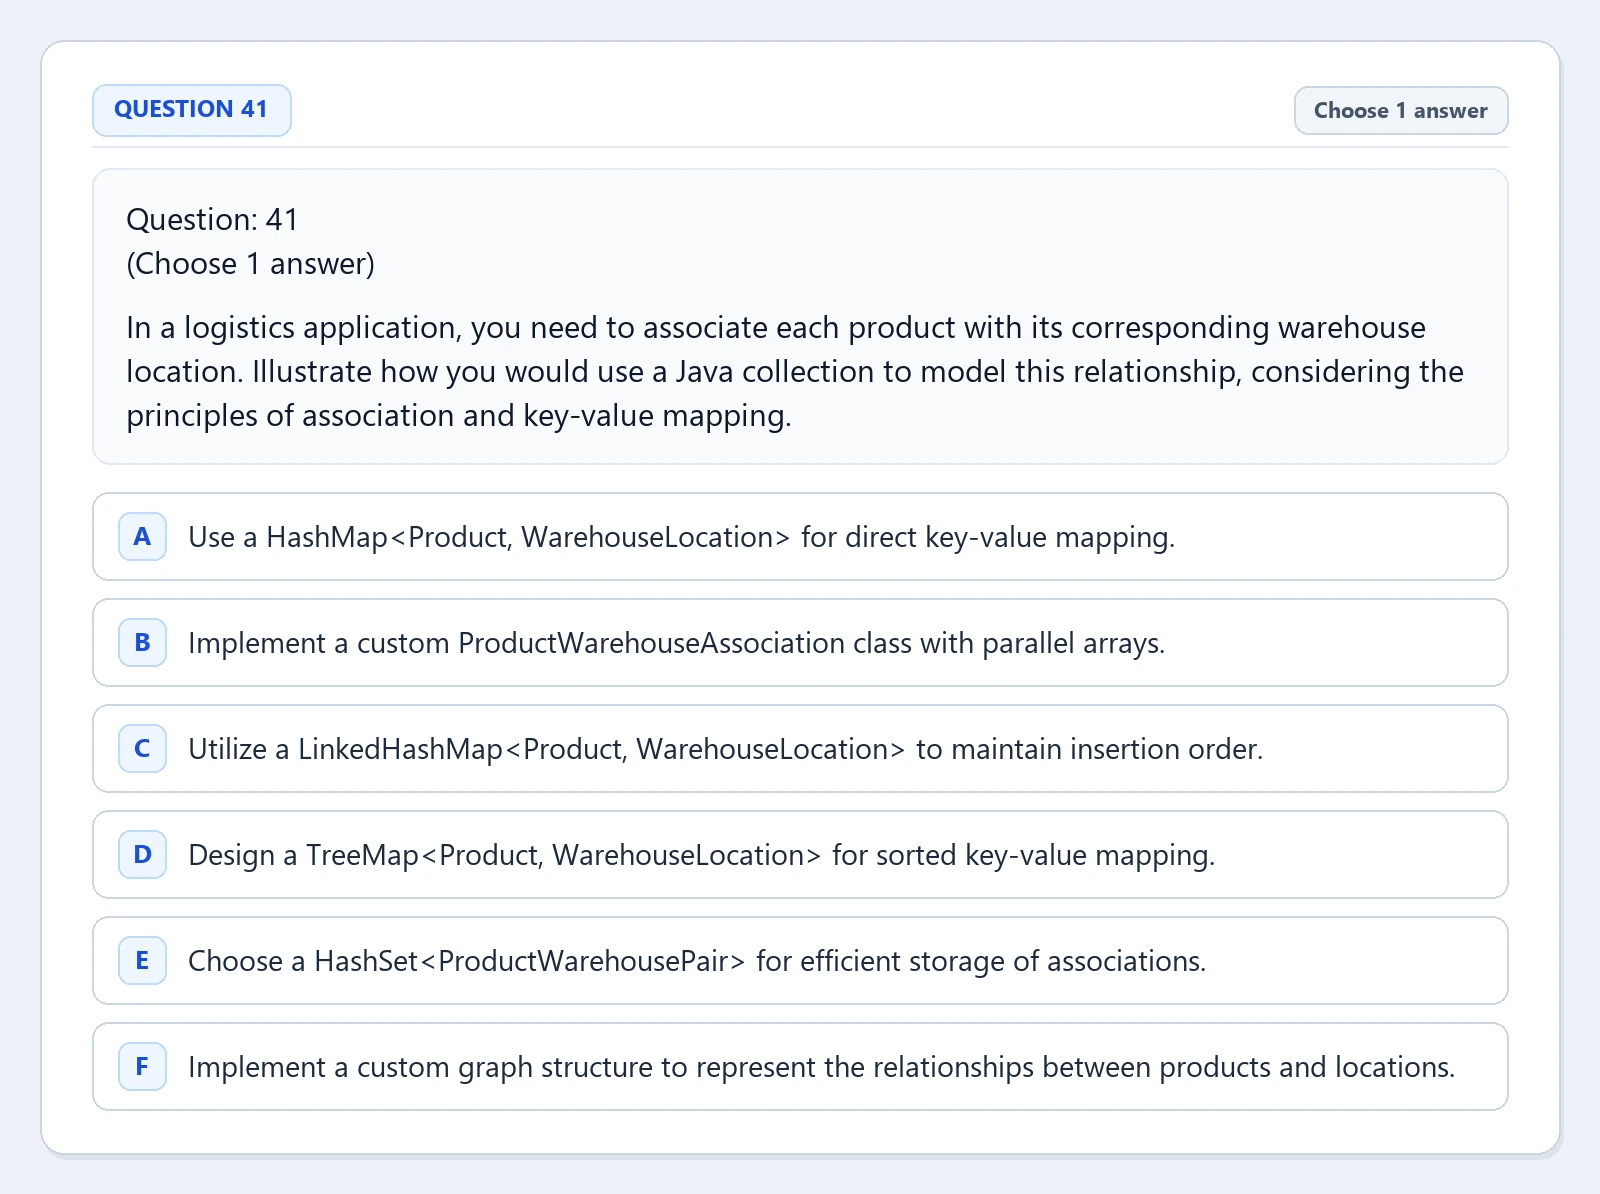 QUESTION 41
Choose 1 answer
Question: 41
(Choose 1 answer)
In a logistics application, you need to associate each product with its corresponding warehouse
location. Illustrate how you would use a Java collection to model this relationship, considering the
principles of association and key-value mapping.
A Use a HashMap<Product, WarehouseLocation> for direct key-value mapping.
B Implement a custom ProductWarehouseAssociation class with parallel arrays.
C Utilize a LinkedHashMap<Product, WarehouseLocation> to maintain insertion order.
D Design a TreeMap<Product, WarehouseLocation> for sorted key-value mapping.
E Choose a HashSet<ProductWarehousePair> for efficient storage of associations.
F Implement a custom graph structure to represent the relationships between products and locations.